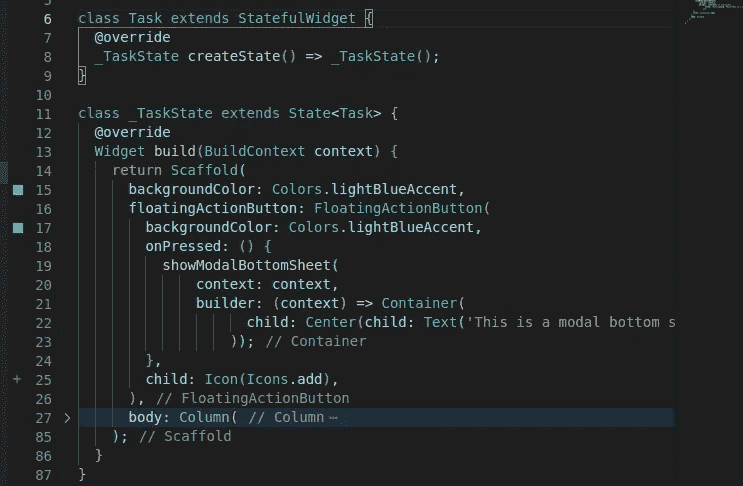 6 class Task extends StatefulWidget {
7   @override
8   _TaskState createState() => _TaskState();
9 }
10
11 class _TaskState extends State<Task> {
12   @override
13   Widget build(BuildContext context) {
14     return Scaffold(
15       backgroundColor: Colors.lightBlueAccent,
16       floatingActionButton: FloatingActionButton(
17         backgroundColor: Colors.lightBlueAccent,
18         onPressed: () {
19           showModalBottomSheet(
20               context: context,
21               builder: (context) => Container(
22                     child: Center(child: Text('This is a modal bottom s
23                   )); // Container
24         },
25         child: Icon(Icons.add),
26       ), // FloatingActionButton
27       body: Column( // Column ⋯
85     ); // Scaffold
86   }
87 }